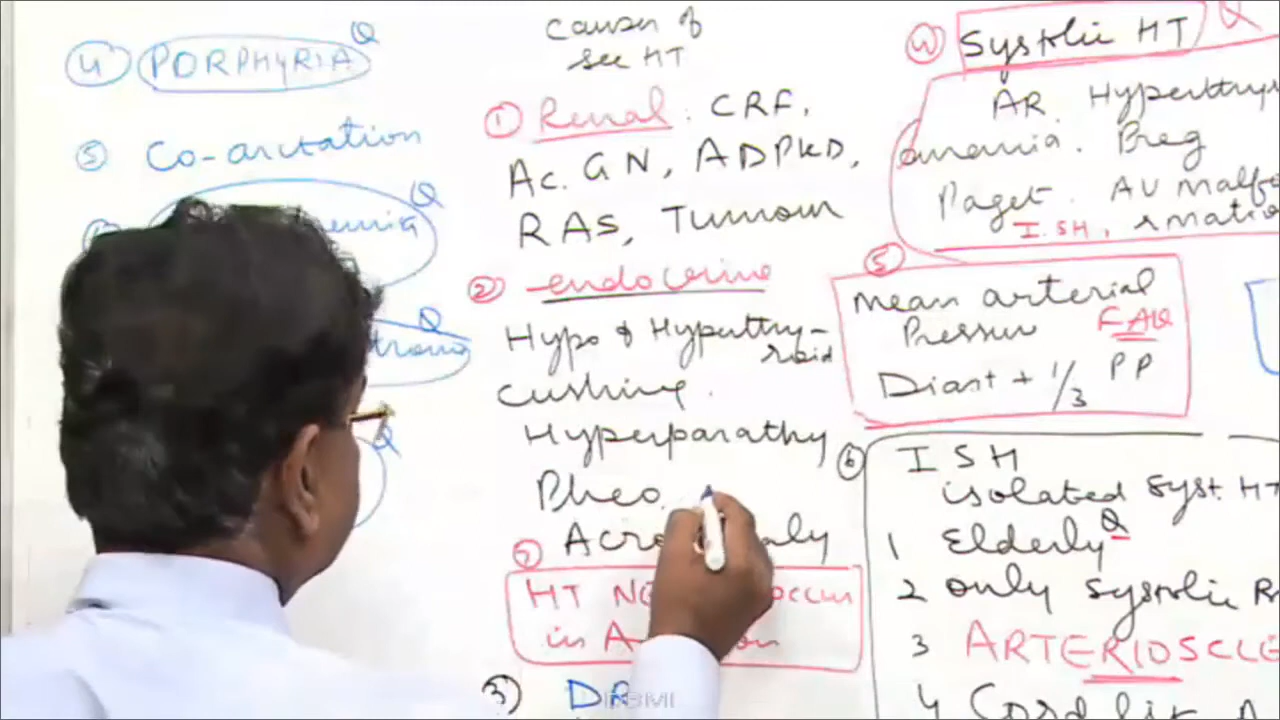 Causes of
sec HT
④ PORPHYRIA Q
⑤ Co-arctation
Q
Q
Q
① Renal : CRF,
Ac. GN, ADPKD,
RAS, Tumour
② endocrine
Hypo & Hyperthy-
roid
Cushing.
Hyperparathy
Pheo.
⑦
HT
in
③
④ Systolic HT Q
AR. Hyperthy
anemia. Preg
Paget. AV malfo
I.SH, rmatio
⑤
Mean arterial
Pressure FAQ
Diast + 1/3 PP
⑥ ISH
isolated Syst. HT
1 Elderly Q
2 only Systolic
3 ARTERIOSCLE
4